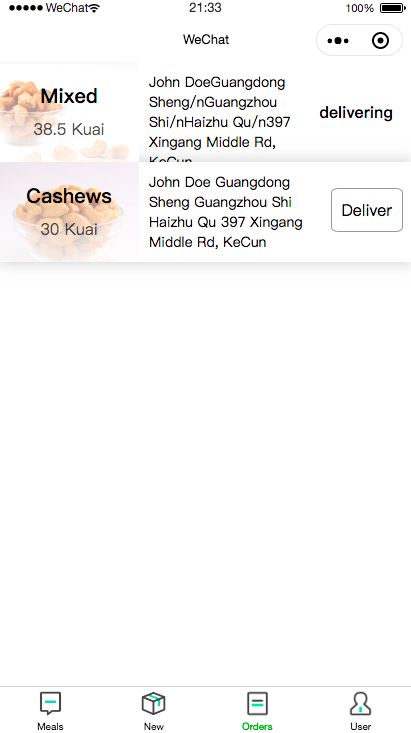 WeChat
21:33
100%
WeChat
Mixed
38.5 Kuai
John DoeGuangdong
Sheng/nGuangzhou
Shi/nHaizhu Qu/n397
Xingang Middle Rd,
KeCun
delivering
Cashews
30 Kuai
John Doe Guangdong
Sheng Guangzhou Shi
Haizhu Qu 397 Xingang
Middle Rd, KeCun
Deliver
Meals
New
Orders
User